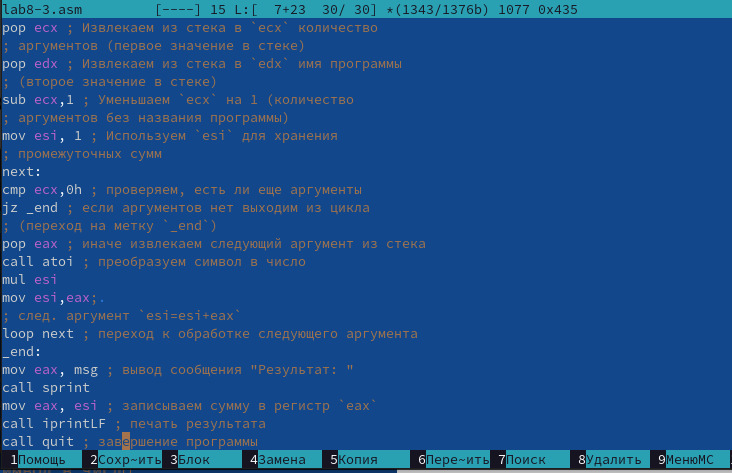 lab8-3.asm [----] 15 L:[ 7+23 30/ 30] *(1343/1376b) 1077 0x435
pop ecx ; Извлекаем из стека в `ecx` количество
; аргументов (первое значение в стеке)
pop edx ; Извлекаем из стека в `edx` имя программы
; (второе значение в стеке)
sub ecx,1 ; Уменьшаем `ecx` на 1 (количество
; аргументов без названия программы)
mov esi, 1 ; Используем `esi` для хранения
; промежуточных сумм
next:
cmp ecx,0h ; проверяем, есть ли еще аргументы
jz _end ; если аргументов нет выходим из цикла
; (переход на метку `_end`)
pop eax ; иначе извлекаем следующий аргумент из стека
call atoi ; преобразуем символ в число
mul esi
mov esi,eax;.
; след. аргумент `esi=esi+eax`
loop next ; переход к обработке следующего аргумента
_end:
mov eax, msg ; вывод сообщения "Результат: "
call sprint
mov eax, esi ; записываем сумму в регистр `eax`
call iprintLF ; печать результата
call quit ; завершение программы
1Помощь 2Сохр~ить 3Блок 4Замена 5Копия 6Пере~ить 7Поиск 8Удалить 9МенюМС